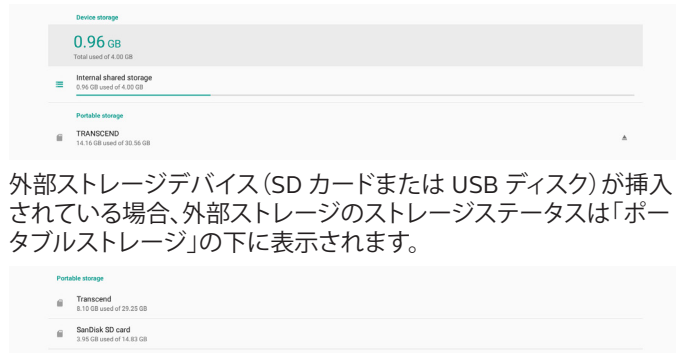 Device storage
0.96 GB
Total used of 4.00 GB
Internal shared storage
0.96 GB used of 4.00 GB
Portable storage
TRANSCEND
14.16 GB used of 30.56 GB
外部ストレージデバイス（SD カードまたは USB ディスク）が挿入
されている場合、外部ストレージのストレージステータスは「ポー
タブルストレージ」の下に表示されます。
Portable storage
Transcend
8.10 GB used of 29.25 GB
SanDisk SD card
3.95 GB used of 14.83 GB